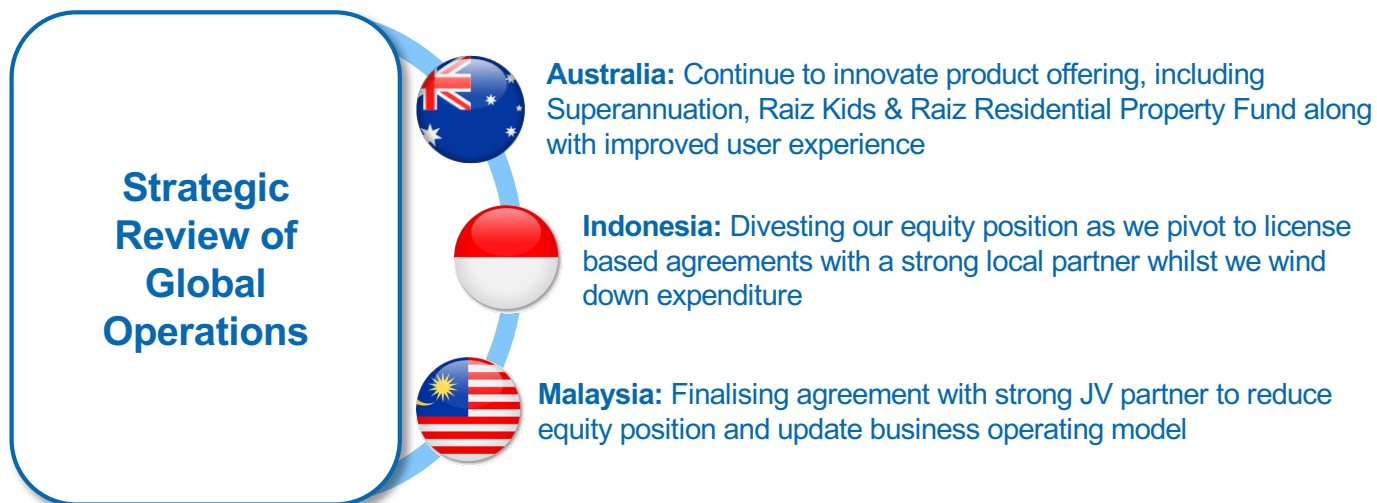 Strategic
Review of
Global
Operations
Australia: Continue to innovate product offering, including
Superannuation, Raiz Kids & Raiz Residential Property Fund along
with improved user experience
Indonesia: Divesting our equity position as we pivot to license
based agreements with a strong local partner whilst we wind
down expenditure
Malaysia: Finalising agreement with strong JV partner to reduce
equity position and update business operating model